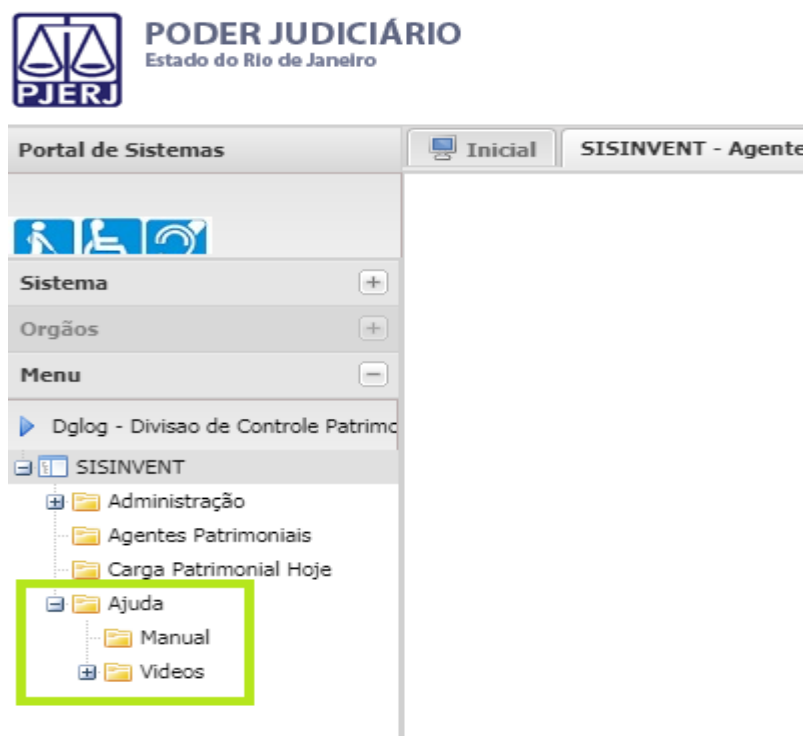 PODER JUDICIÁRIO
Estado do Rio de Janeiro
PJERJ
Portal de Sistemas
Inicial
SISINVENT - Agente
Sistema
Orgãos
Menu
Dglog - Divisao de Controle Patrimo
SISINVENT
Administração
Agentes Patrimoniais
Carga Patrimonial Hoje
Ajuda
Manual
Videos